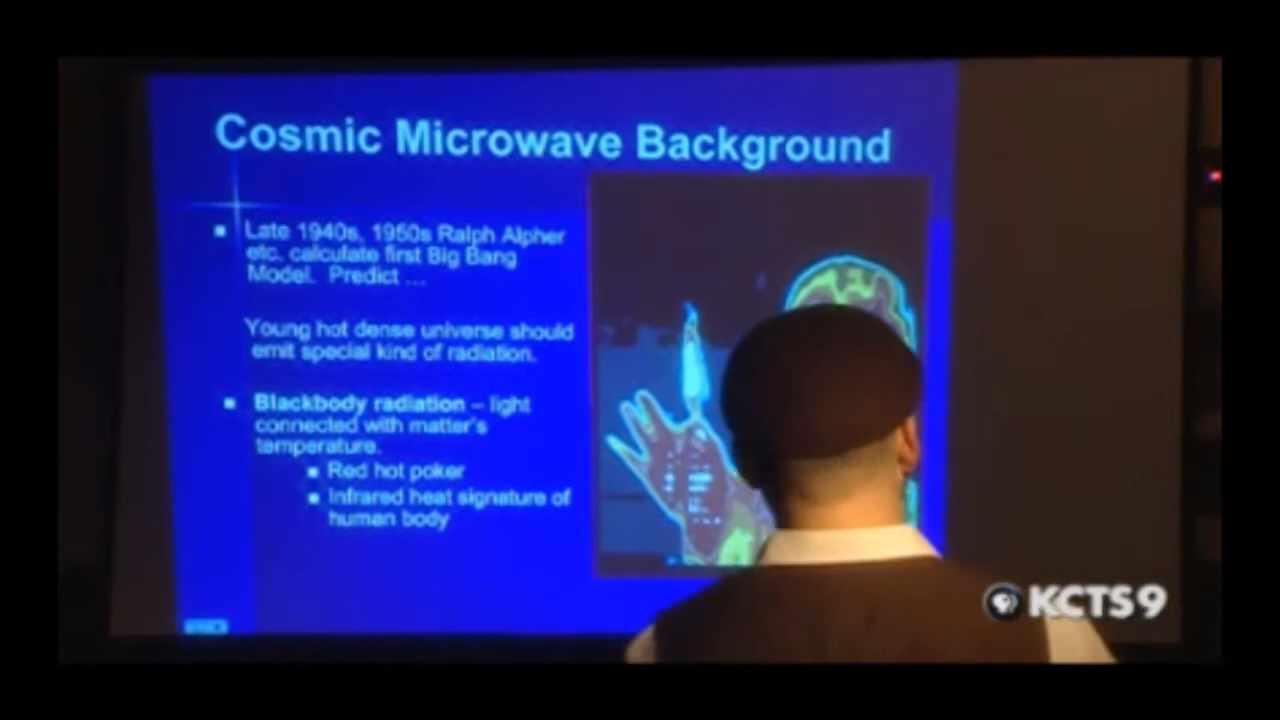 Cosmic Microwave Background
Late 1940s, 1950s Ralph Alpher
etc. calculate first Big Bang
Model. Predict ...
Young hot dense universe should
emit special kind of radiation.
Blackbody radiation – light
connected with matter's
temperature.
Red hot poker
Infrared heat signature of
human body
KCTS9